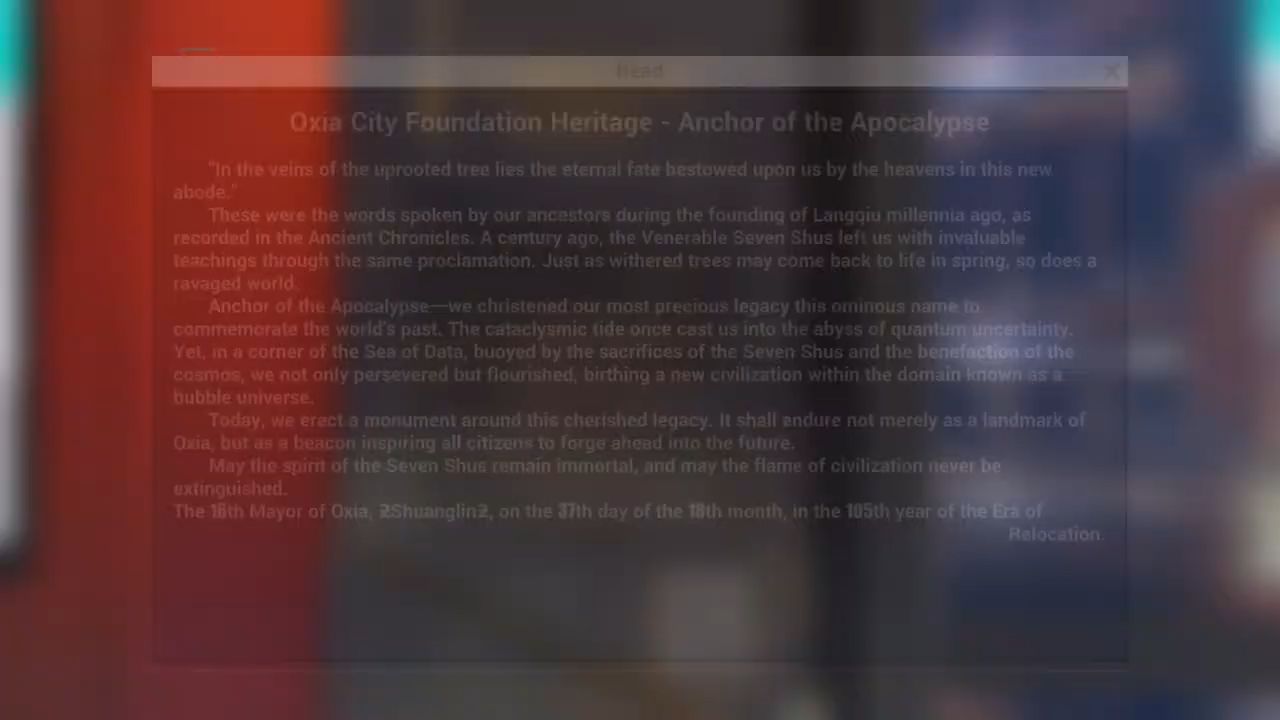 Read
Oxia City Foundation Heritage - Anchor of the Apocalypse
"In the veins of the uprooted tree lies the eternal fate bestowed upon us by the heavens in this new
abode."
These were the words spoken by our ancestors during the founding of Langqiu millennia ago, as
recorded in the Ancient Chronicles. A century ago, the Venerable Seven Shus left us with invaluable
teachings through the same proclamation. Just as withered trees may come back to life in spring, so does a
ravaged world.
Anchor of the Apocalypse—we christened our most precious legacy this ominous name to
commemorate the world's past. The cataclysmic tide once cast us into the abyss of quantum uncertainty.
Yet, in a corner of the Sea of Data, buoyed by the sacrifices of the Seven Shus and the benefaction of the
cosmos, we not only persevered but flourished, birthing a new civilization within the domain known as a
bubble universe.
Today, we erect a monument around this cherished legacy. It shall endure not merely as a landmark of
Oxia, but as a beacon inspiring all citizens to forge ahead into the future.
May the spirit of the Seven Shus remain immortal, and may the flame of civilization never be
extinguished.
The th Mayor of Oxia, on the th day of the th month, in the 105th year of the Era of
Relocation